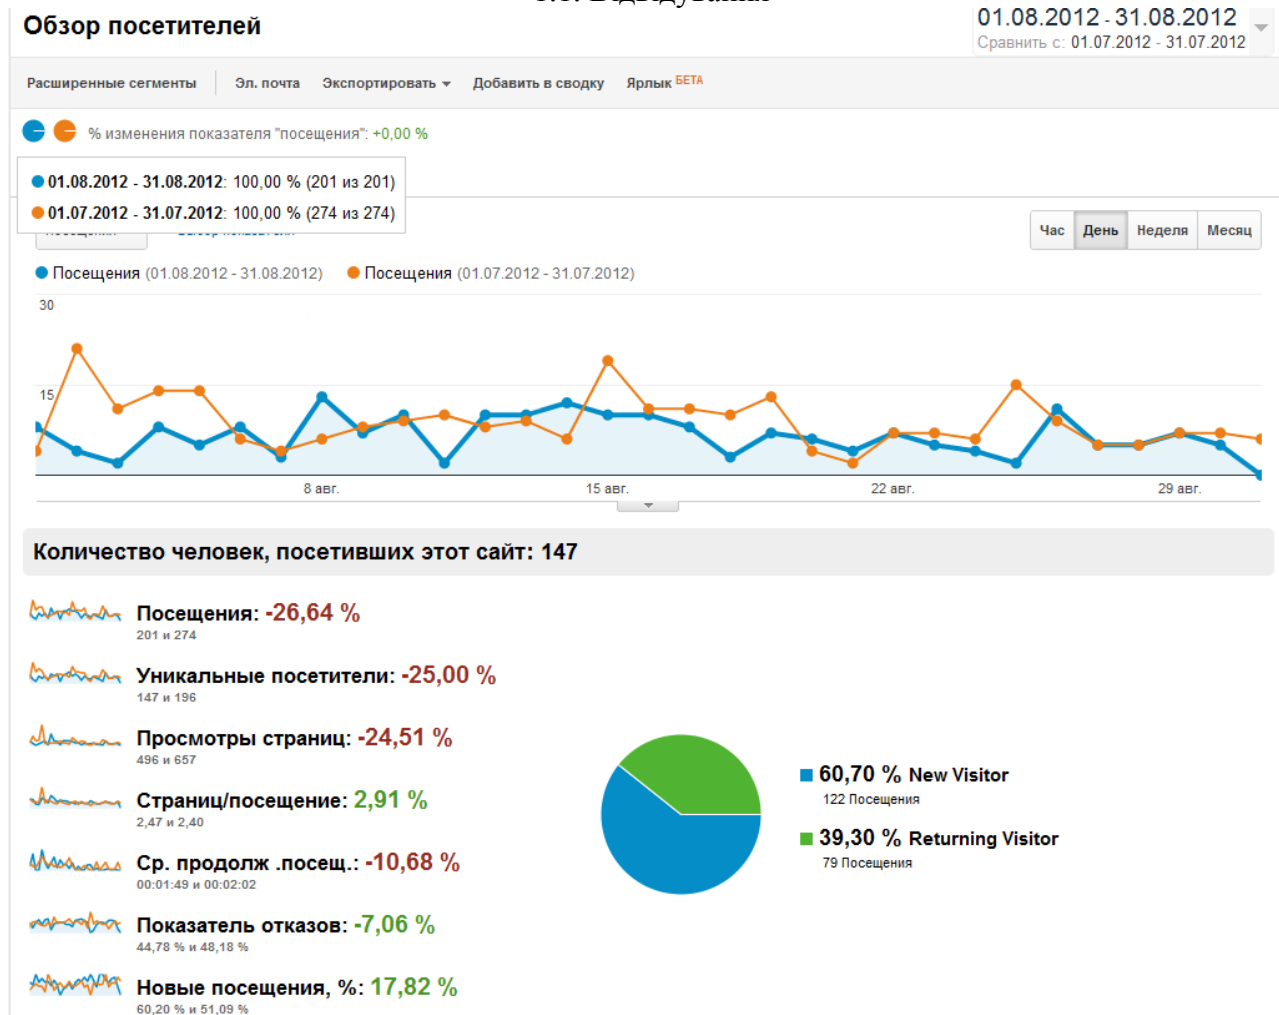 Обзор посетителей
01.08.2012 - 31.08.2012
Сравнить с: 01.07.2012 - 31.07.2012
Расширенные сегменты Эл. почта Экспортировать Добавить в сводку Ярлык БЕТА
% изменения показателя "посещения": +0,00 %
01.08.2012 - 31.08.2012: 100,00 % (201 из 201)
01.07.2012 - 31.07.2012: 100,00 % (274 из 274)
Час День Неделя Месяц
Посещения (01.08.2012 - 31.08.2012) Посещения (01.07.2012 - 31.07.2012)
30
15
8 авг. 15 авг. 22 авг. 29 авг.
Количество человек, посетивших этот сайт: 147
Посещения: -26,64 %
201 и 274
Уникальные посетители: -25,00 %
147 и 196
Просмотры страниц: -24,51 %
496 и 657
Страниц/посещение: 2,91 %
2,47 и 2,40
Ср. продолж .посещ.: -10,68 %
00:01:49 и 00:02:02
Показатель отказов: -7,06 %
44,78 % и 48,18 %
Новые посещения, %: 17,82 %
60,20 % и 51,09 %
60,70 % New Visitor
122 Посещения
39,30 % Returning Visitor
79 Посещения